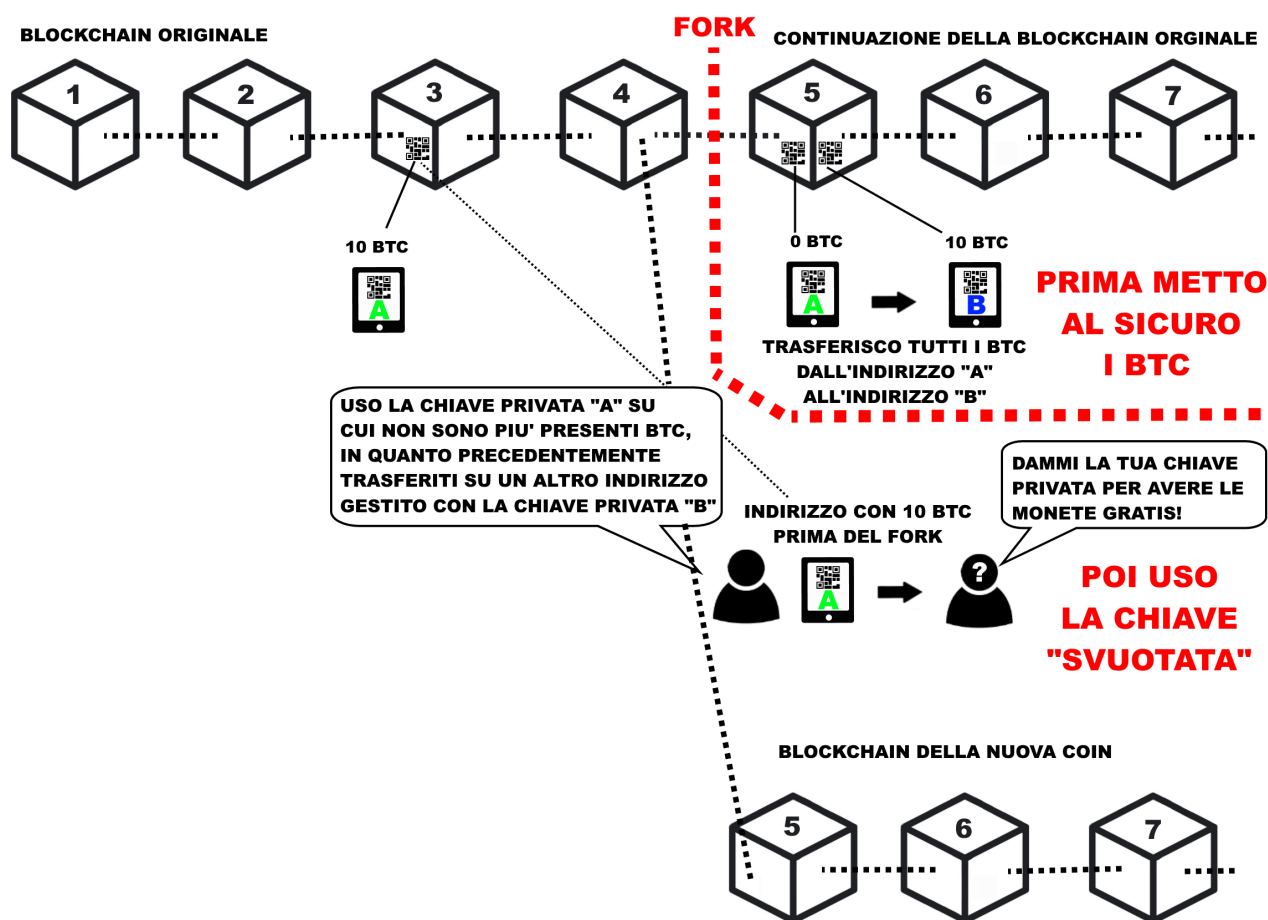 BLOCKCHAIN ORIGINALE
FORK
CONTINUAZIONE DELLA BLOCKCHAIN ORGINALE
1
2
3
4
5
6
7
10 BTC
A
0 BTC
10 BTC
A
B
TRASFERISCO TUTTI I BTC
DALL'INDIRIZZO "A"
ALL'INDIRIZZO "B"
PRIMA METTO
AL SICURO
I BTC
USO LA CHIAVE PRIVATA "A" SU
CUI NON SONO PIU' PRESENTI BTC,
IN QUANTO PRECEDENTEMENTE
TRASFERITI SU UN ALTRO INDIRIZZO
GESTITO CON LA CHIAVE PRIVATA "B"
INDIRIZZO CON 10 BTC
PRIMA DEL FORK
A
DAMMI LA TUA CHIAVE
PRIVATA PER AVERE LE
MONETE GRATIS!
?
POI USO
LA CHIAVE
"SVUOTATA"
BLOCKCHAIN DELLA NUOVA COIN
5
6
7